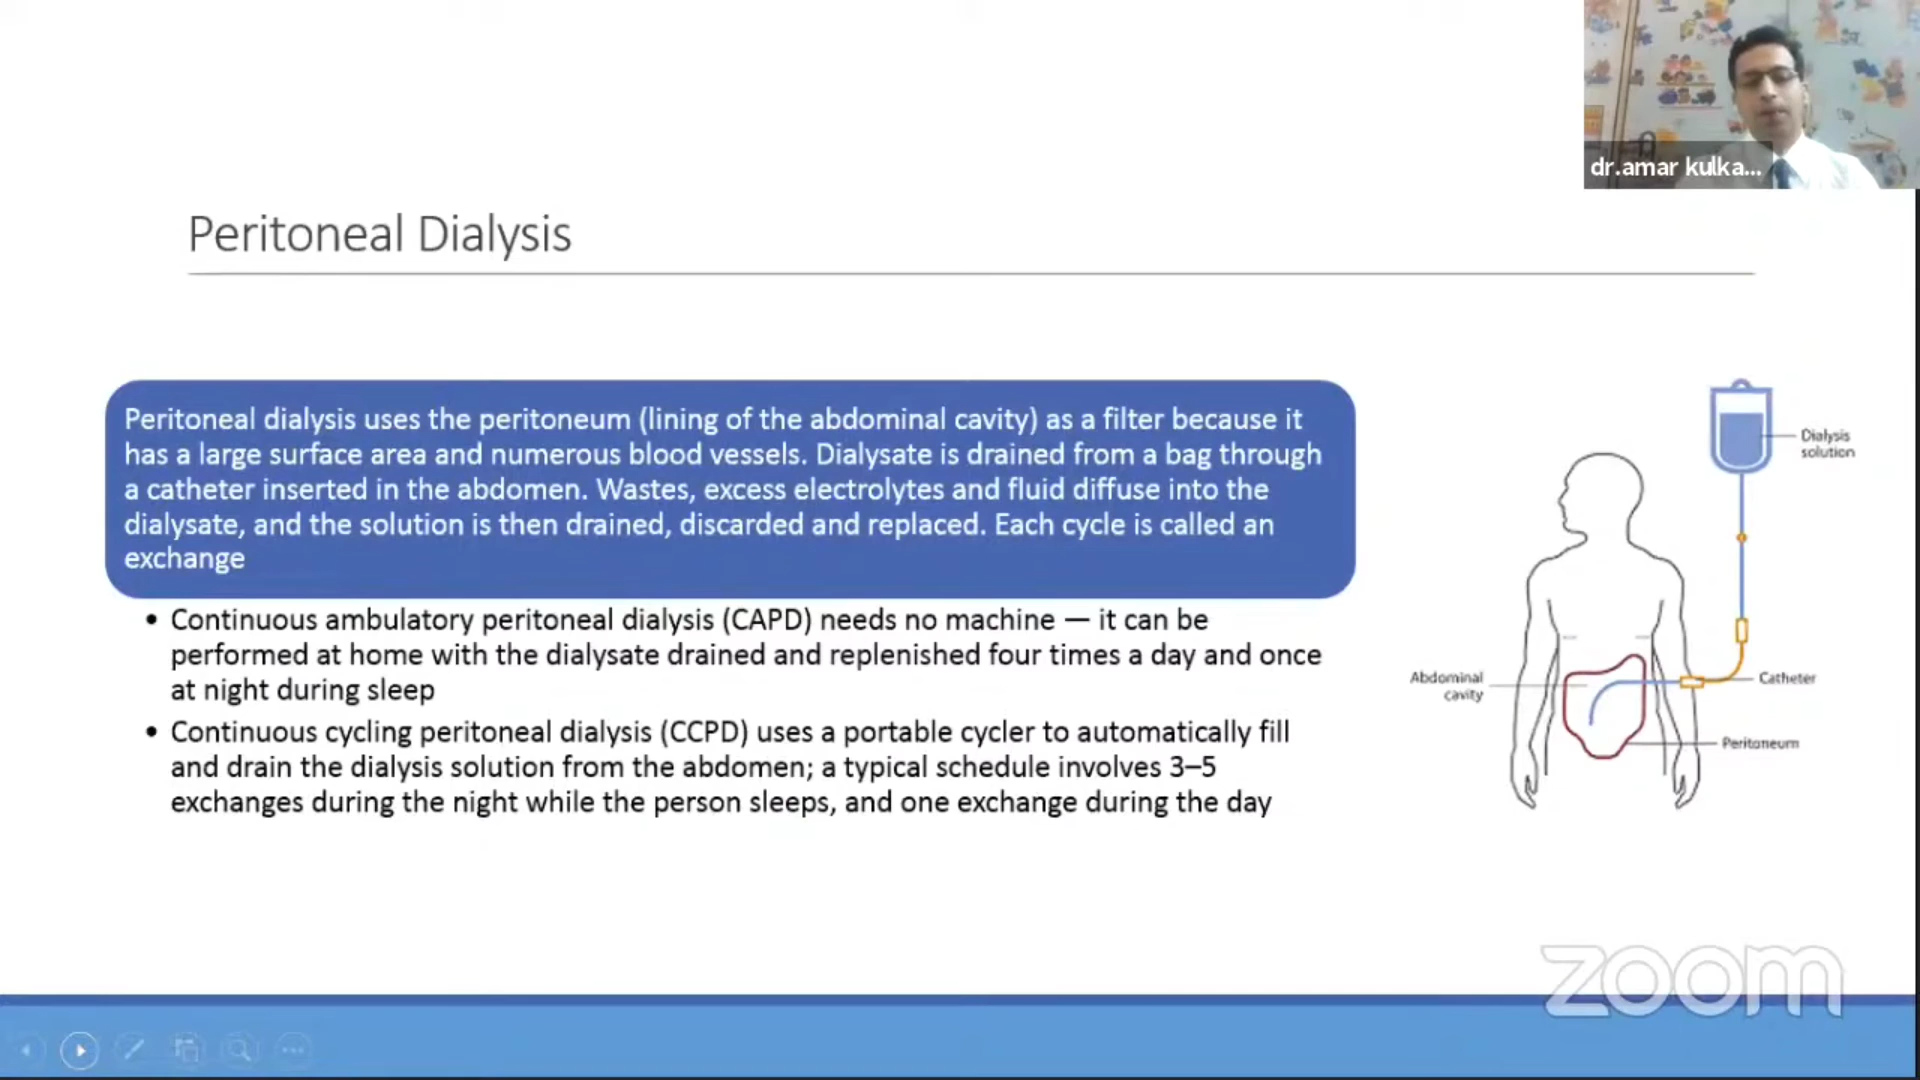 dr.amar kulka...
Peritoneal Dialysis
Peritoneal dialysis uses the peritoneum (lining of the abdominal cavity) as a filter because it
has a large surface area and numerous blood vessels. Dialysate is drained from a bag through
a catheter inserted in the abdomen. Wastes, excess electrolytes and fluid diffuse into the
dialysate, and the solution is then drained, discarded and replaced. Each cycle is called an
exchange
• Continuous ambulatory peritoneal dialysis (CAPD) needs no machine — it can be
performed at home with the dialysate drained and replenished four times a day and once
at night during sleep
• Continuous cycling peritoneal dialysis (CCPD) uses a portable cycler to automatically fill
and drain the dialysis solution from the abdomen; a typical schedule involves 3–5
exchanges during the night while the person sleeps, and one exchange during the day
Dialysis
solution
Abdominal
cavity
Catheter
Peritoneum
zoom